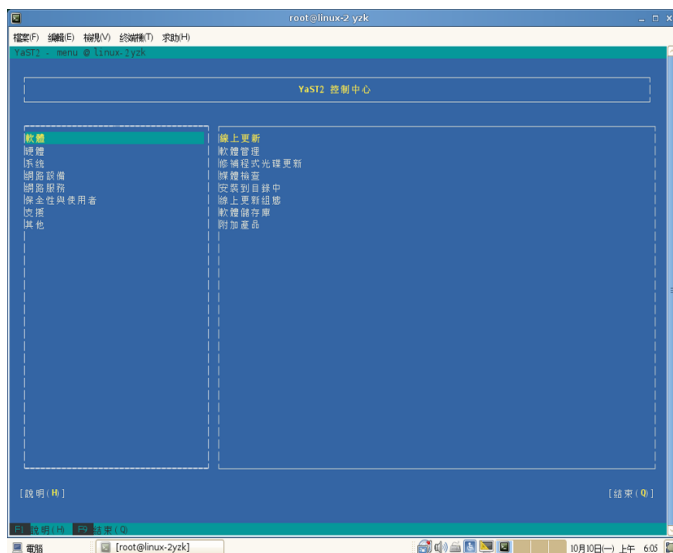 root@linux-2 yzk
檔案(F) 編輯(E) 檢視(V) 終端機(T) 求助(H)
YaST2 - menu @ linux-2yzk
YaST2 控制中心
軟體 線上更新
硬體 軟體管理
系統 修補程式光碟更新
網路設備 媒體檢查
網路服務 安裝到目錄中
保全性與使用者 線上更新組態
支援 軟體儲存庫
其他 附加產品
[說明(H)] [結束(Q)]
F1 說明(H) F9 結束(Q)
電腦 [root@linux-2yzk] 10月10日(一) 上午 6:05